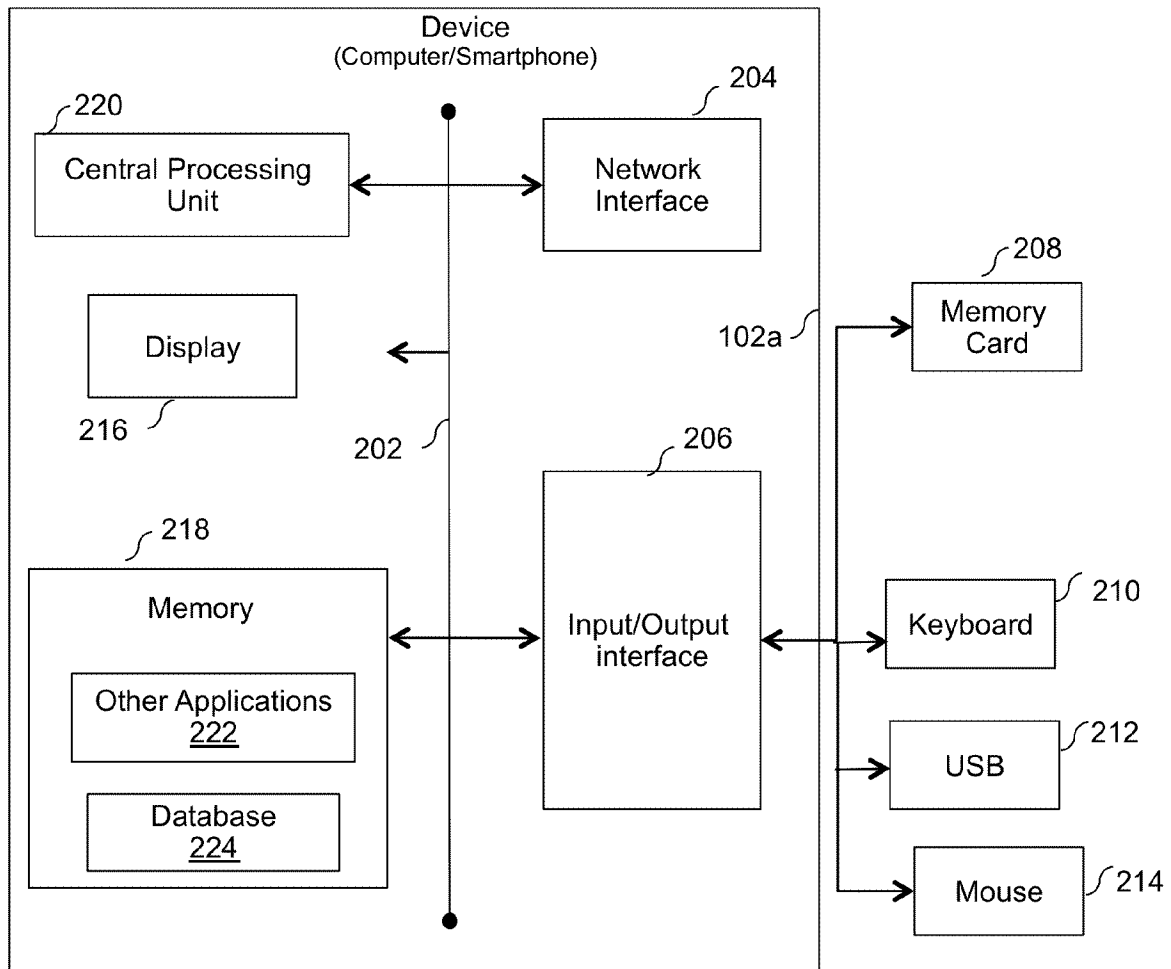 Device
(Computer/Smartphone)
220
204
Central Processing
Unit
Network
Interface
208
Memory
Card
102a
Display
216
202
206
218
Memory
Input/Output
interface
210
Keyboard
Other Applications
222
212
USB
Database
224
214
Mouse